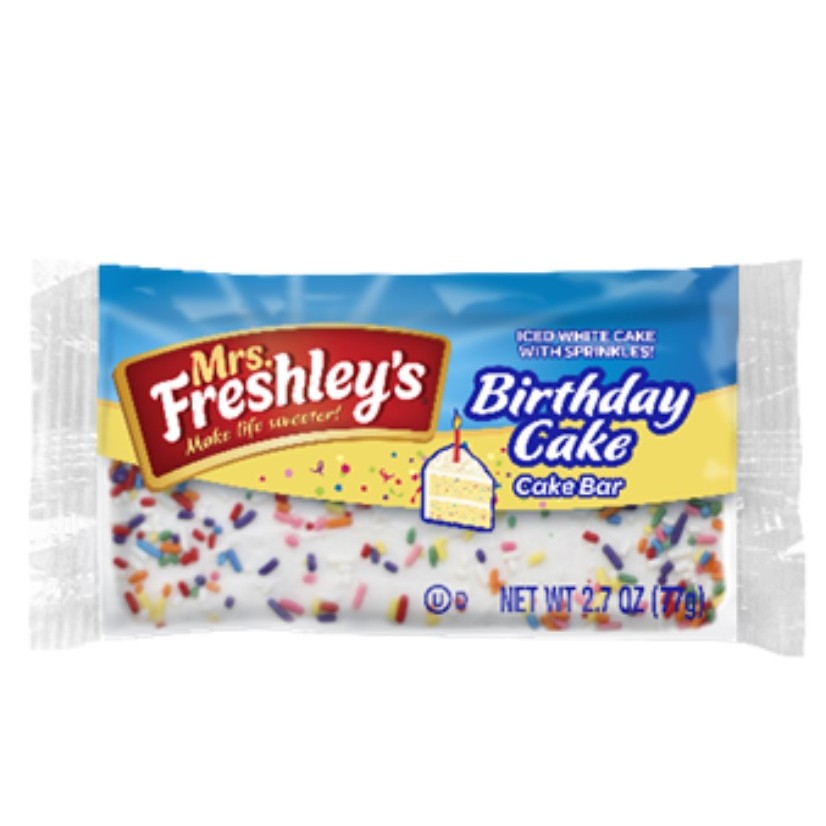 Mrs.
Freshley's
Make life sweeter!
ICED WHITE CAKE
WITH SPRINKLES!
Birthday
Cake
Cake Bar
U D
NET WT 2.7 OZ (77g)